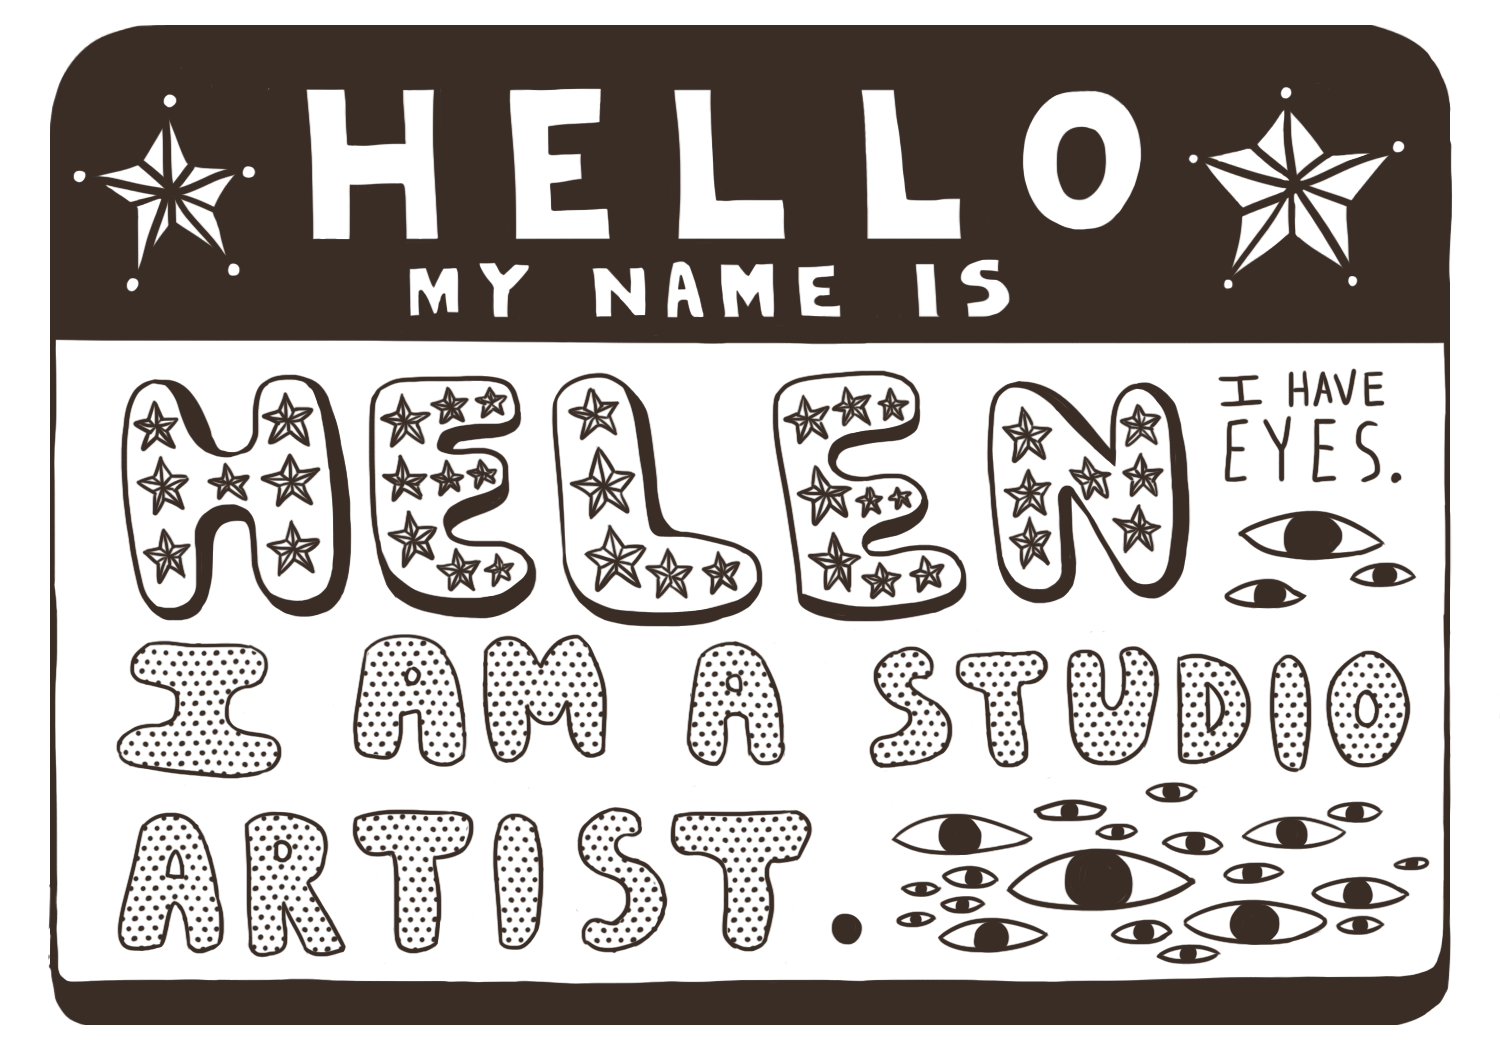 HELLO
MY NAME IS
HELEN
I HAVE
EYES.
I AM A STUDIO
ARTIST.